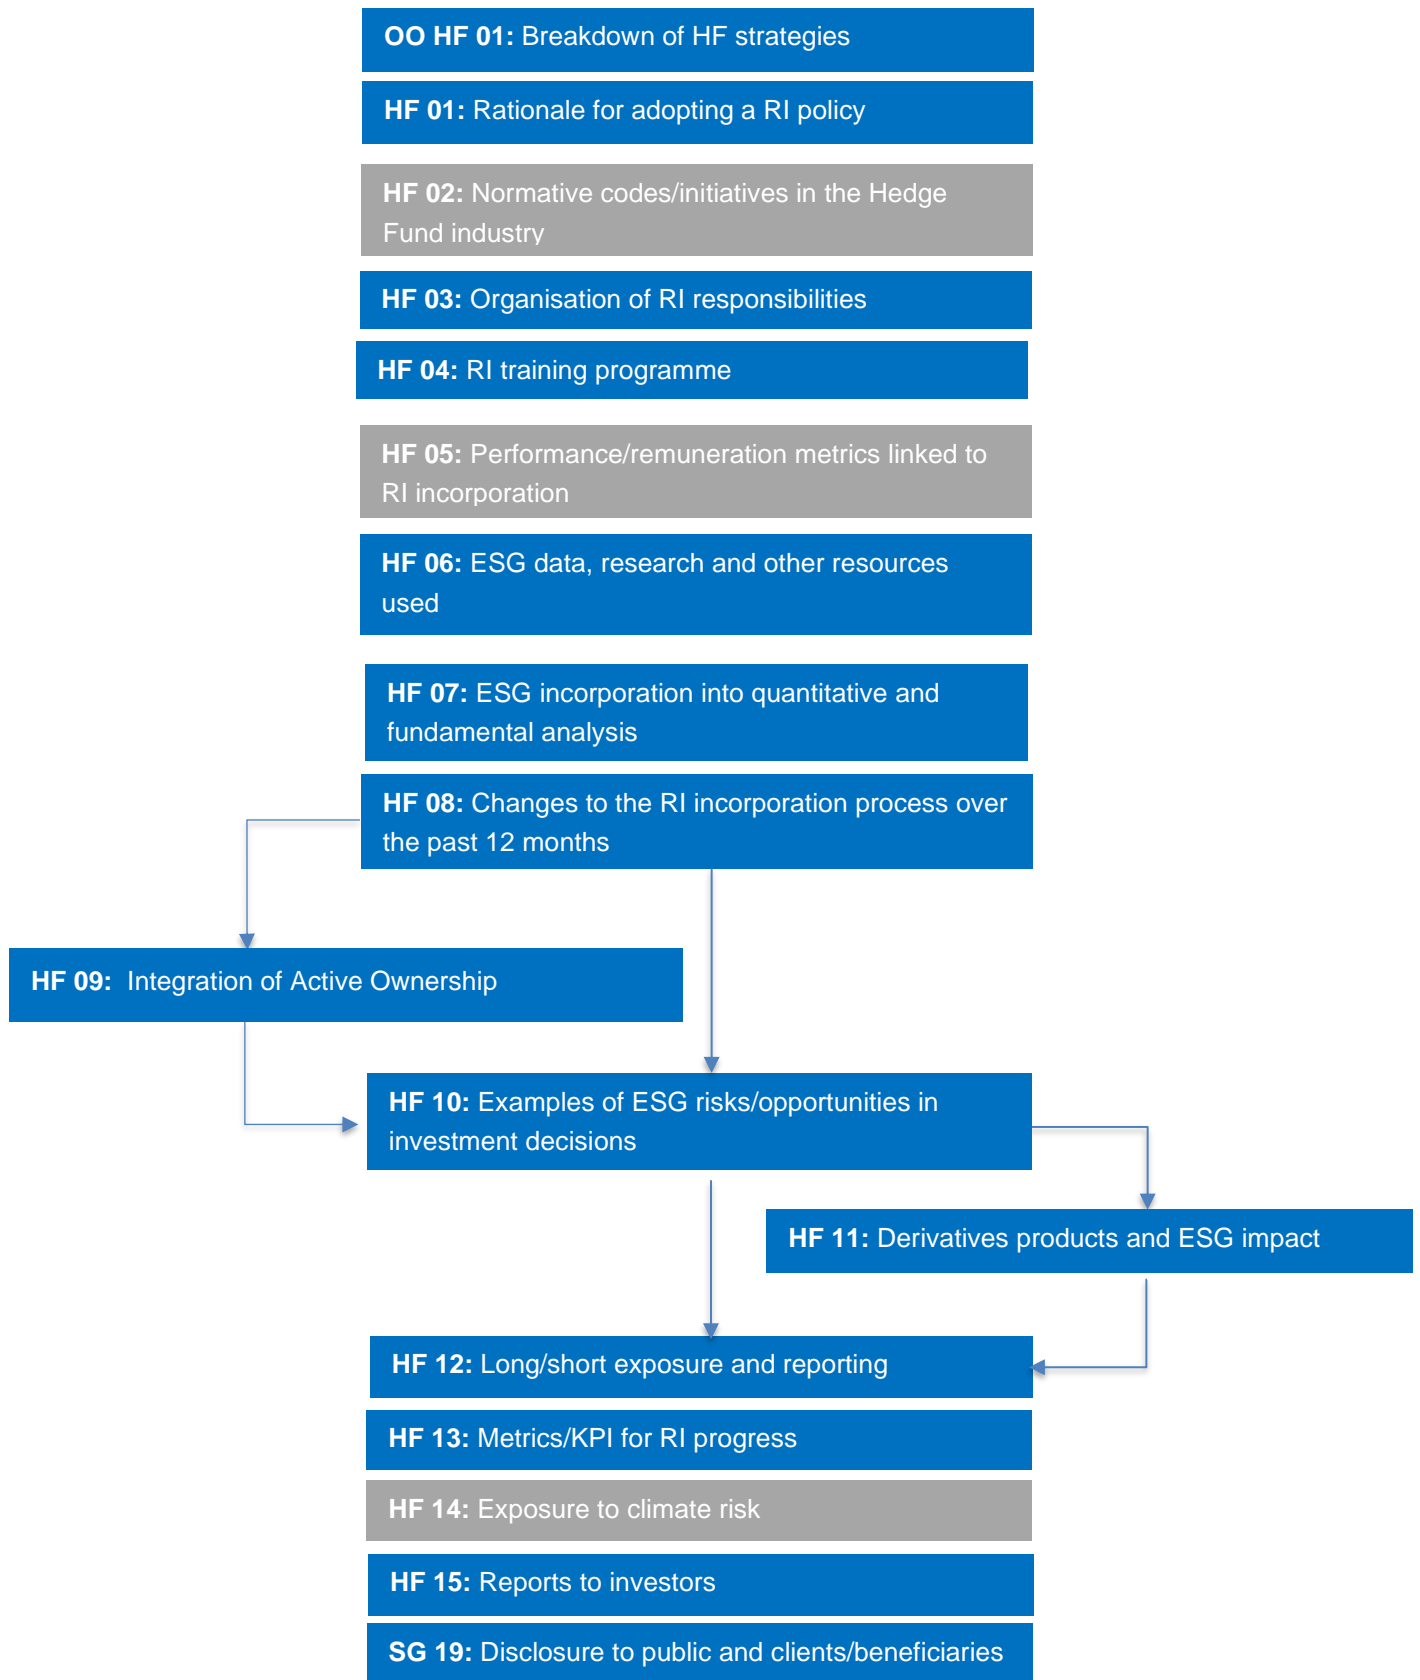 OO HF 01: Breakdown of HF strategies
HF 01: Rationale for adopting a RI policy
HF 02: Normative codes/initiatives in the Hedge
Fund industry
HF 03: Organisation of RI responsibilities
HF 04: RI training programme
HF 05: Performance/remuneration metrics linked to
RI incorporation
HF 06: ESG data, research and other resources
used
HF 07: ESG incorporation into quantitative and
fundamental analysis
HF 08: Changes to the RI incorporation process over
the past 12 months
HF 09: Integration of Active Ownership
HF 10: Examples of ESG risks/opportunities in
investment decisions
HF 11: Derivatives products and ESG impact
HF 12: Long/short exposure and reporting
HF 13: Metrics/KPI for RI progress
HF 14: Exposure to climate risk
HF 15: Reports to investors
SG 19: Disclosure to public and clients/beneficiaries